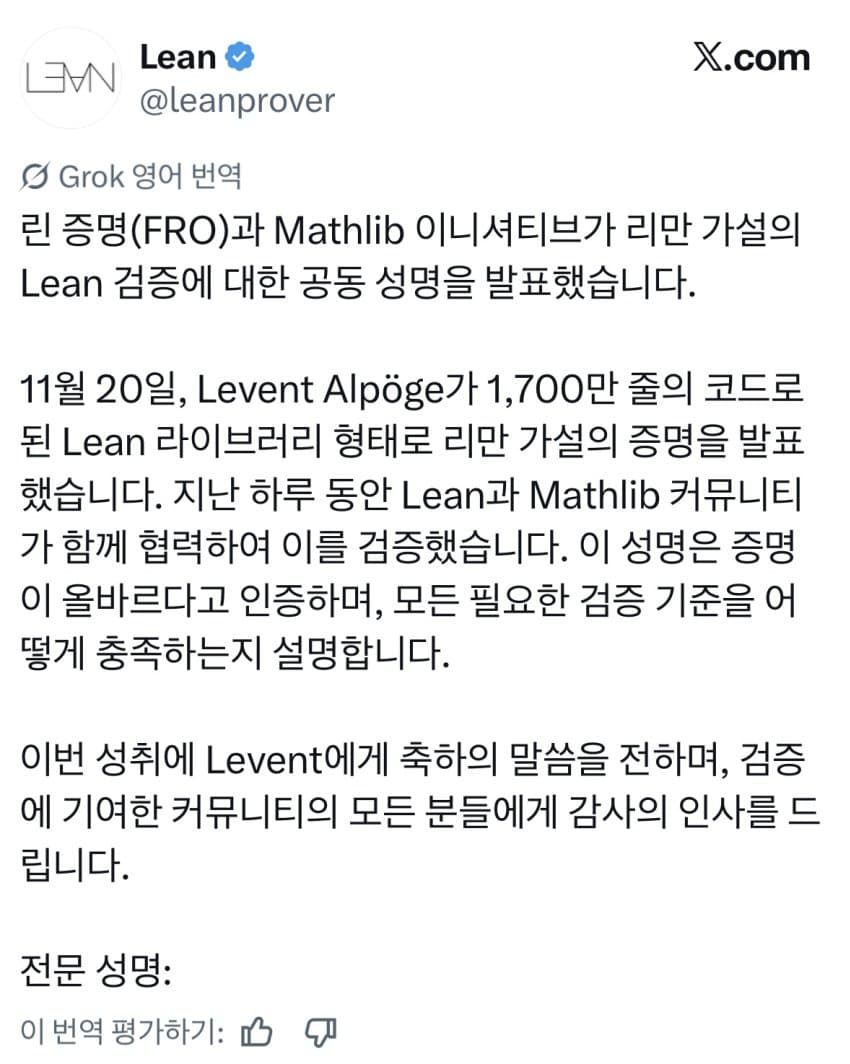 LEAN
Lean
@leanprover
X.com
Grok 영어 번역
린 증명(FRO)과 Mathlib 이니셔티브가 리만 가설의
Lean 검증에 대한 공동 성명을 발표했습니다.
11월 20일, Levent Alpöge가 1,700만 줄의 코드로
된 Lean 라이브러리 형태로 리만 가설의 증명을 발표
했습니다. 지난 하루 동안 Lean과 Mathlib 커뮤니티
가 함께 협력하여 이를 검증했습니다. 이 성명은 증명
이 올바르다고 인증하며, 모든 필요한 검증 기준을 어
떻게 충족하는지 설명합니다.
이번 성취에 Levent에게 축하의 말씀을 전하며, 검증
에 기여한 커뮤니티의 모든 분들에게 감사의 인사를 드
립니다.
전문 성명:
이 번역 평가하기: